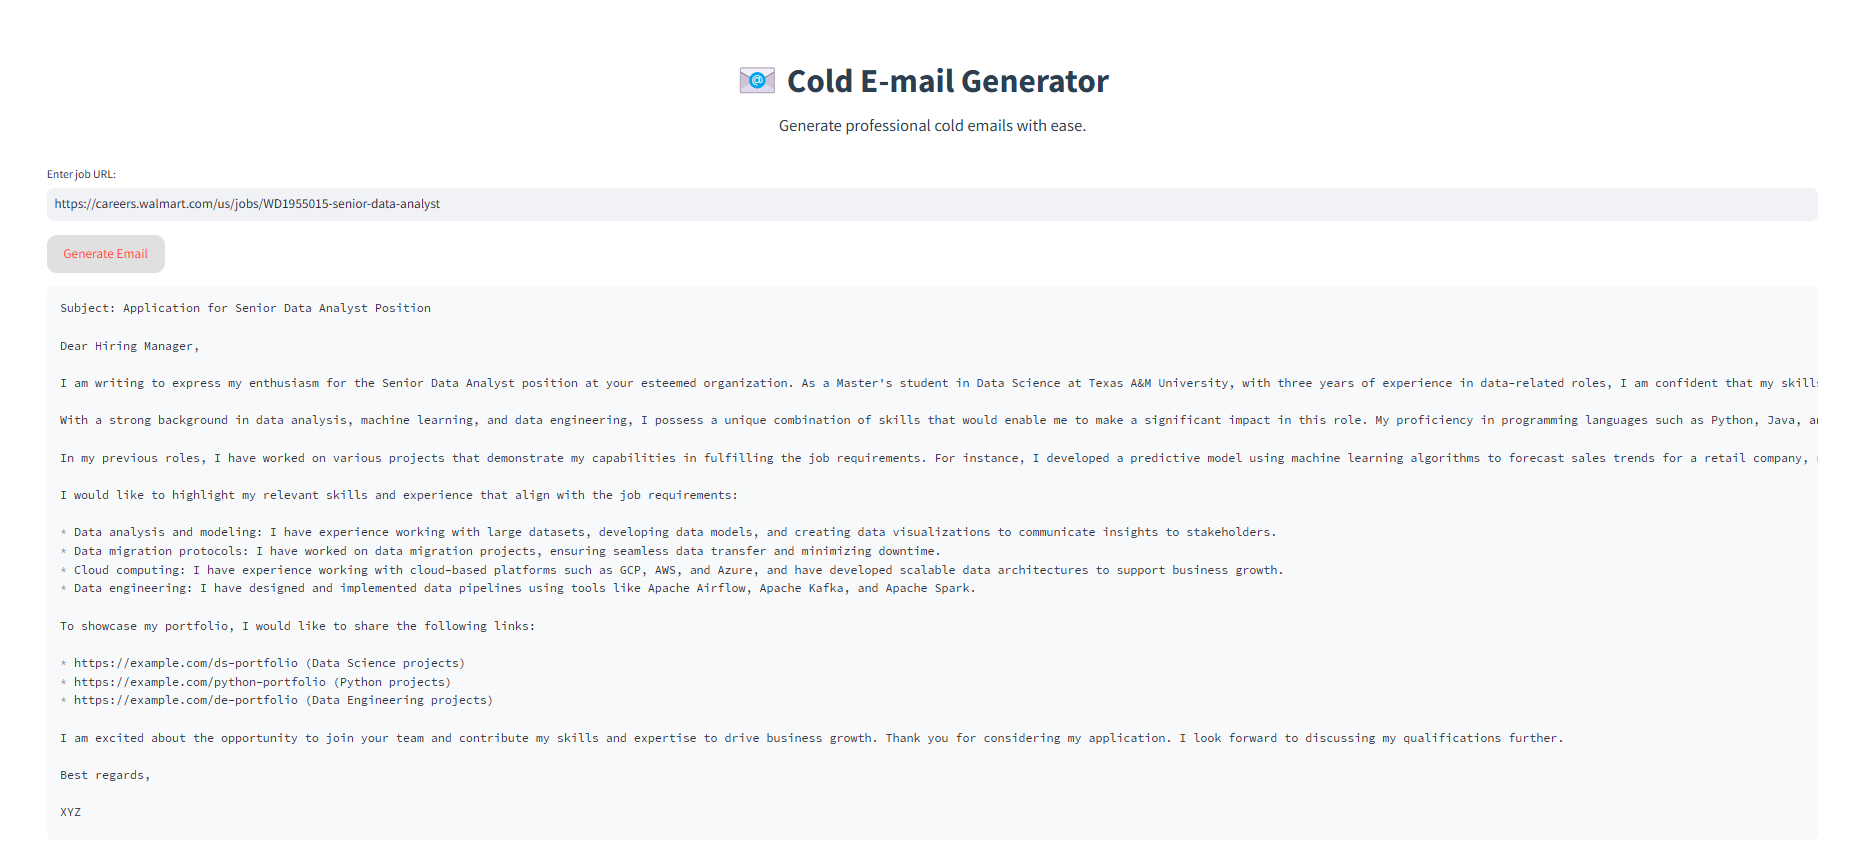 Cold E-mail Generator
Generate professional cold emails with ease.
Enter job URL:
https://careers.walmart.com/us/jobs/WD1955015-senior-data-analyst
Generate Email
Subject: Application for Senior Data Analyst Position
Dear Hiring Manager,
I am writing to express my enthusiasm for the Senior Data Analyst position at your esteemed organization. As a Master's student in Data Science at Texas A&M University, with three years of experience in data-related roles, I am confident that my skills
With a strong background in data analysis, machine learning, and data engineering, I possess a unique combination of skills that would enable me to make a significant impact in this role. My proficiency in programming languages such as Python, Java,
In my previous roles, I have worked on various projects that demonstrate my capabilities in fulfilling the job requirements. For instance, I developed a predictive model using machine learning algorithms to forecast sales trends for a retail company,
I would like to highlight my relevant skills and experience that align with the job requirements:
* Data analysis and modeling: I have experience working with large datasets, developing data models, and creating data visualizations to communicate insights to stakeholders.
* Data migration protocols: I have worked on data migration projects, ensuring seamless data transfer and minimizing downtime.
* Cloud computing: I have experience working with cloud-based platforms such as GCP, AWS, and Azure, and have developed scalable data architectures to support business growth.
* Data engineering: I have designed and implemented data pipelines using tools like Apache Airflow, Apache Kafka, and Apache Spark.
To showcase my portfolio, I would like to share the following links:
* https://example.com/ds-portfolio (Data Science projects)
* https://example.com/python-portfolio (Python projects)
* https://example.com/de-portfolio (Data Engineering projects)
I am excited about the opportunity to join your team and contribute my skills and expertise to drive business growth. Thank you for considering my application. I look forward to discussing my qualifications further.
Best regards,
XYZ